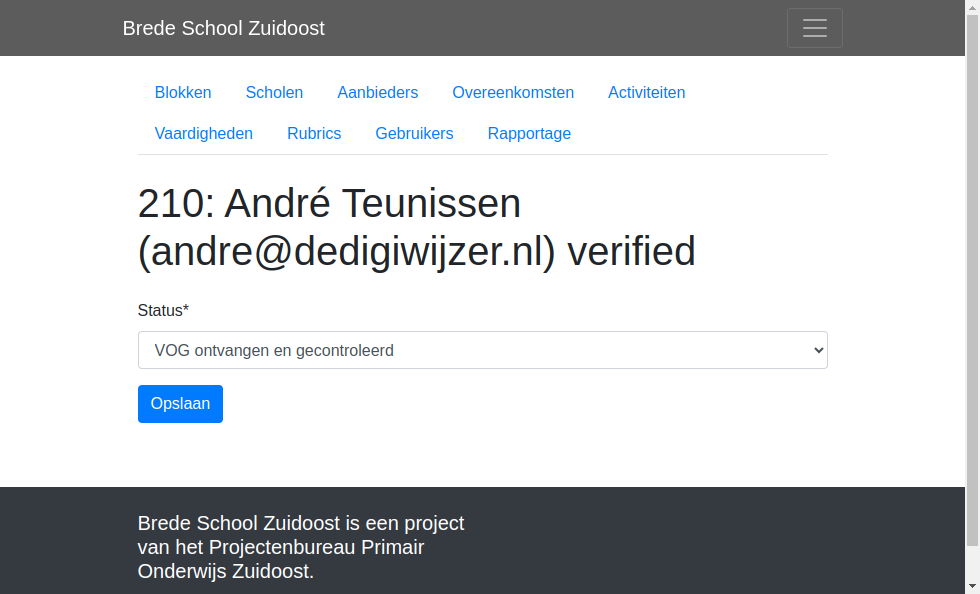 Brede School Zuidoost
Blokken Scholen Aanbieders Overeenkomsten Activiteiten
Vaardigheden Rubrics Gebruikers Rapportage
210: André Teunissen
(andre@dedigiwijzer.nl) verified
Status*
VOG ontvangen en gecontroleerd
Opslaan
Brede School Zuidoost is een project
van het Projectenbureau Primair
Onderwijs Zuidoost.